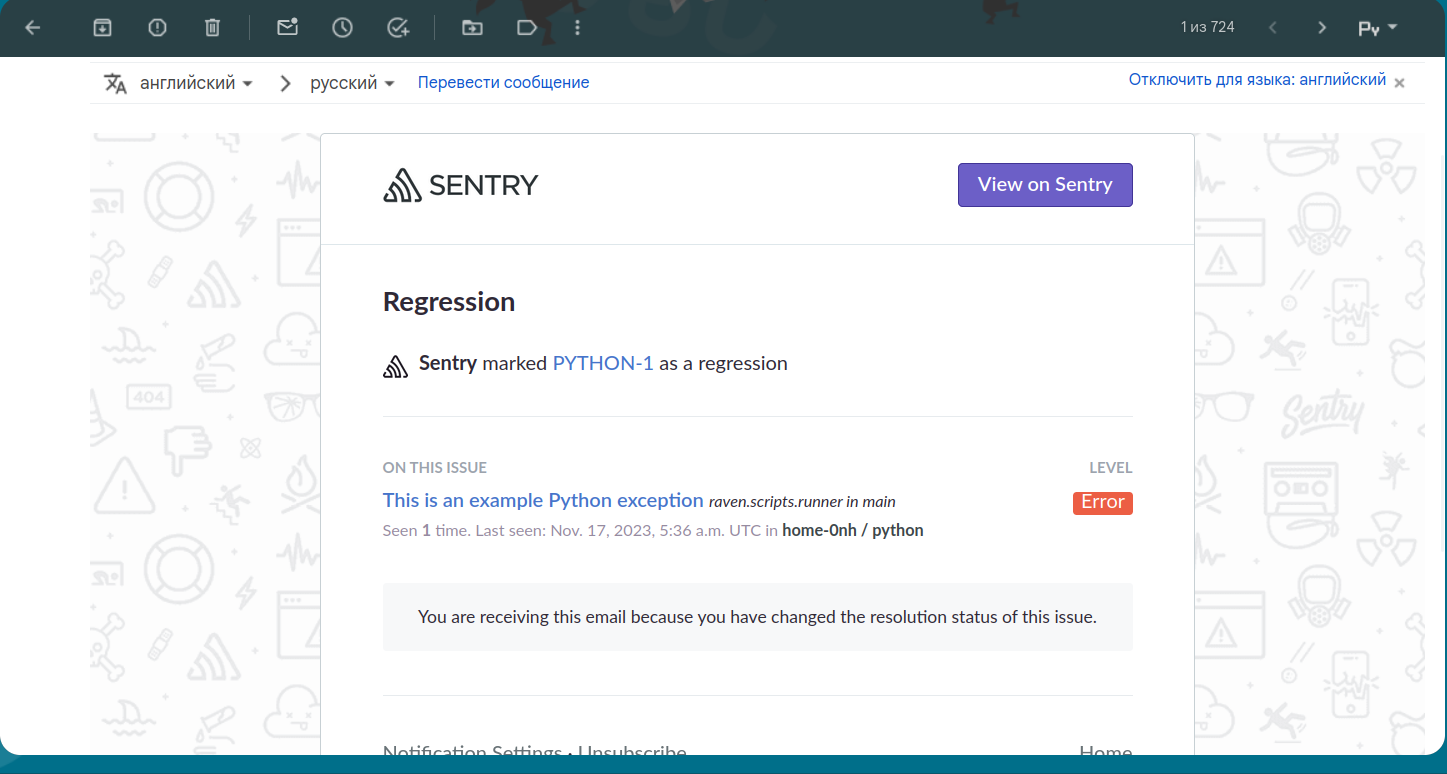 1 из 724
Ру
английский
русский
Перевести сообщение
Отключить для языка: английский
SENTRY
View on Sentry
Regression
Sentry marked PYTHON-1 as a regression
404
Sentry
ON THIS ISSUE
LEVEL
This is an example Python exception raven.scripts.runner in main
Error
Seen 1 time. Last seen: Nov. 17, 2023, 5:36 a.m. UTC in home-0nh / python
You are receiving this email because you have changed the resolution status of this issue.
Notification Settings · Unsubscribe
Home